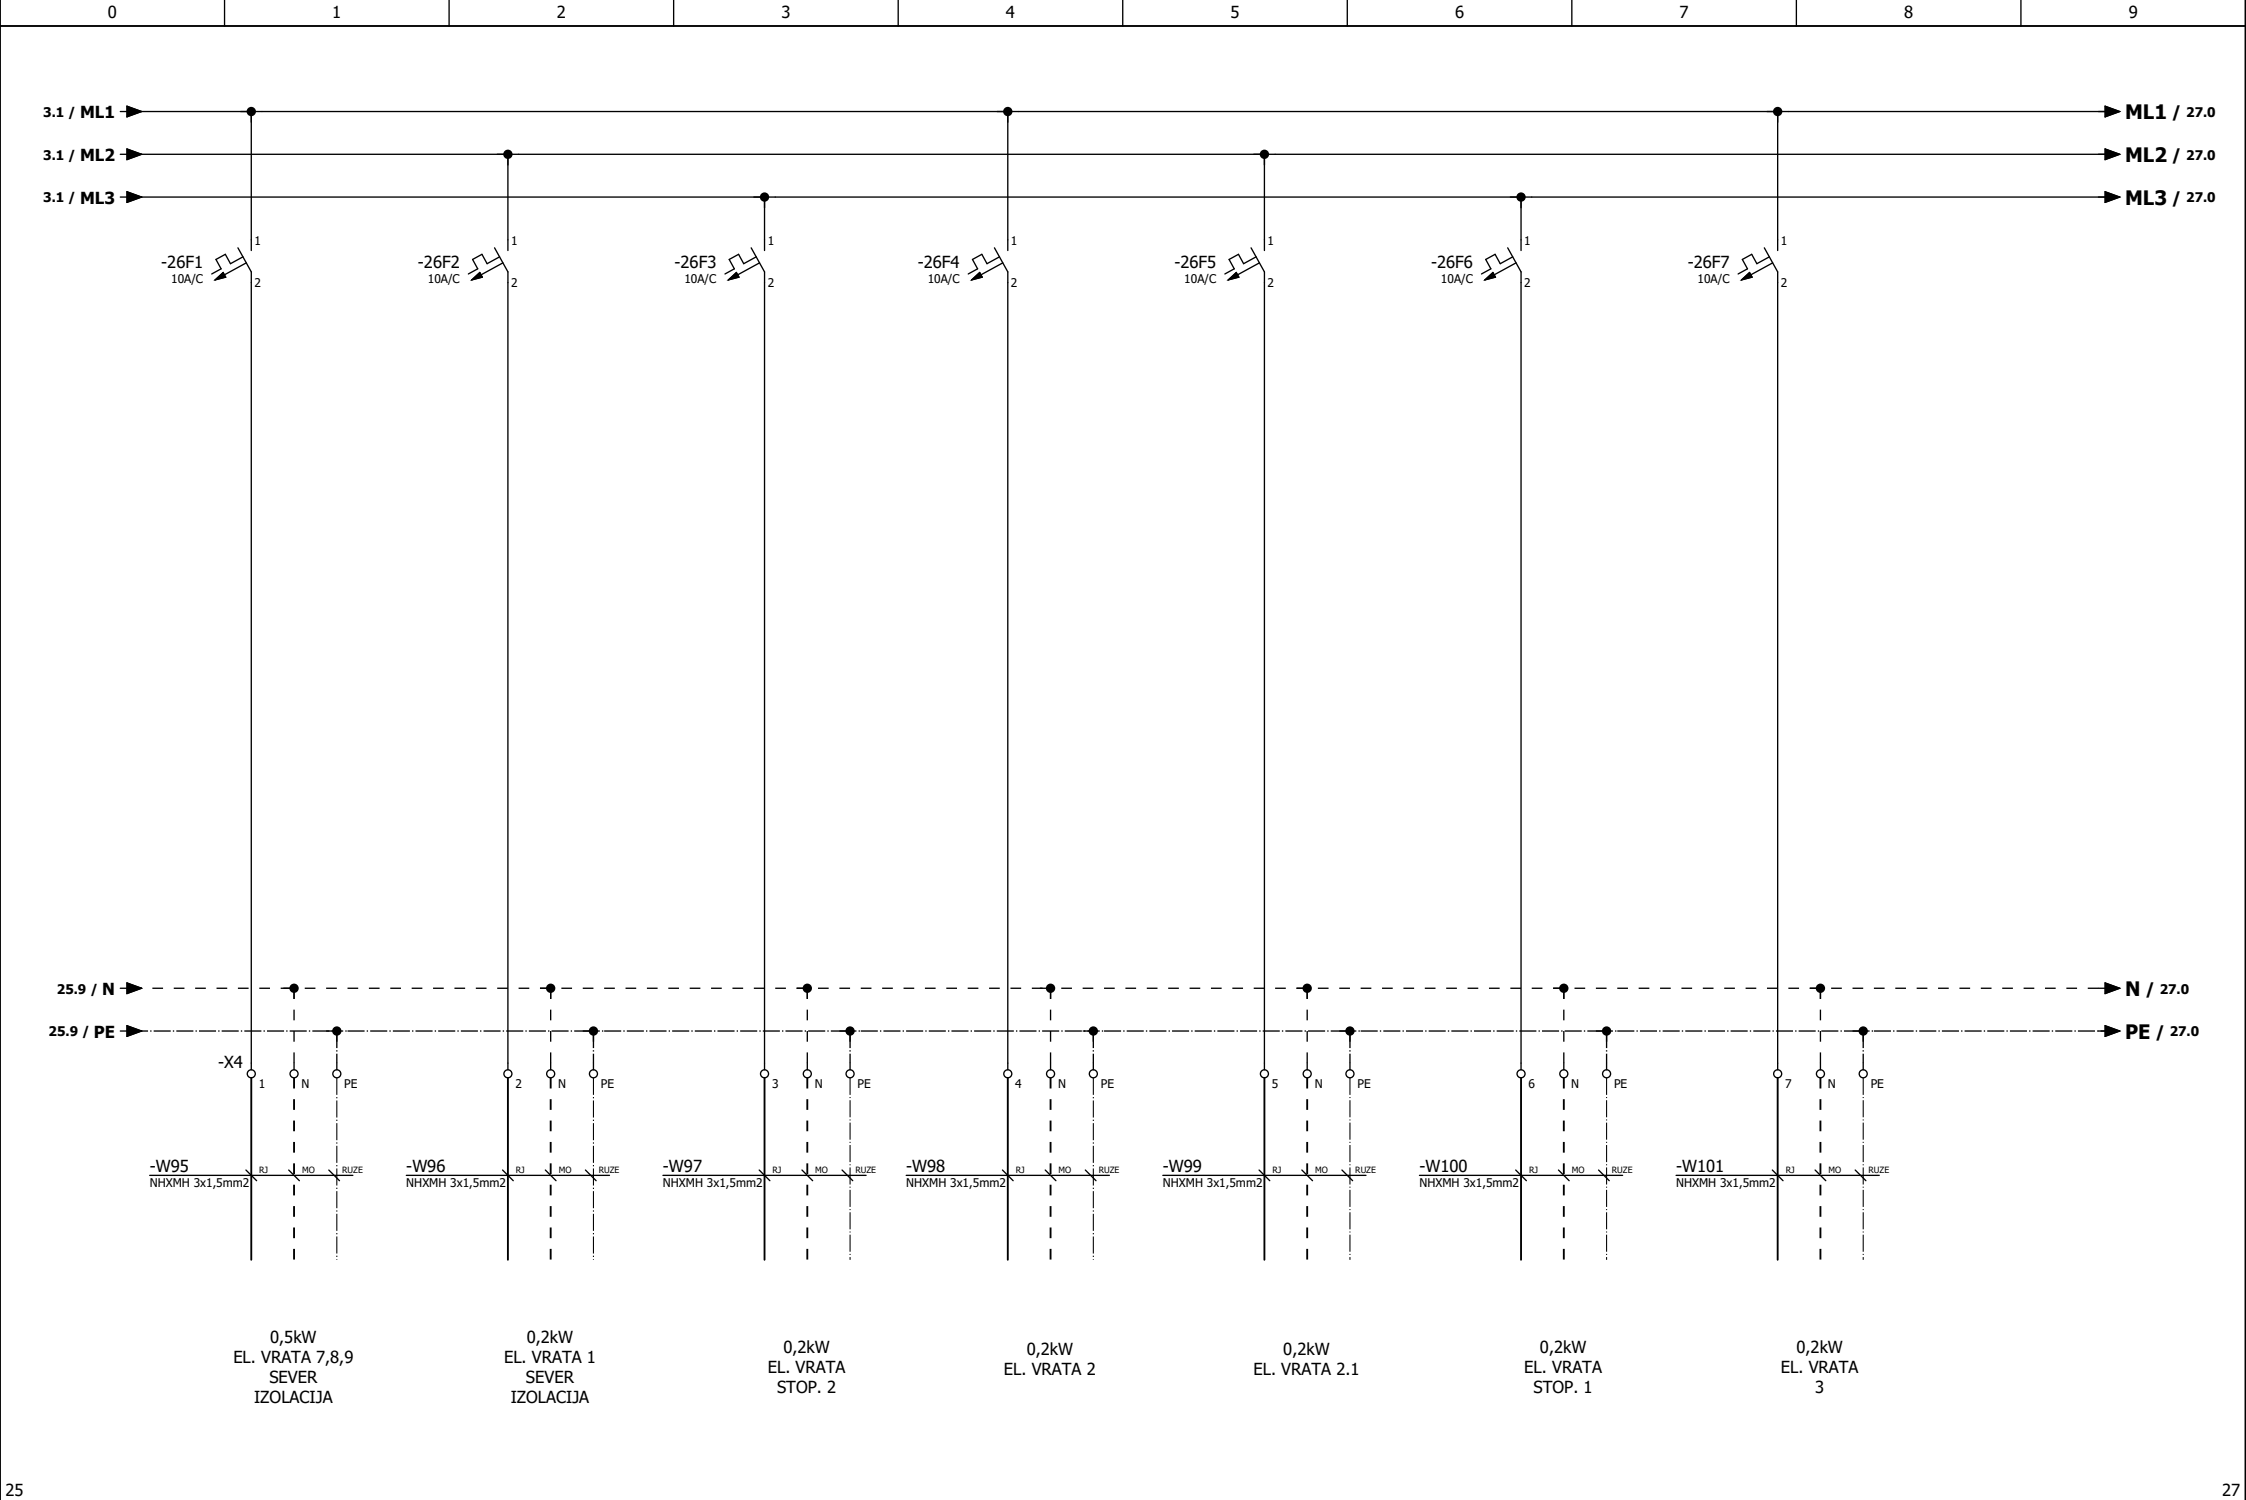 0 1 2 3 4 5 6 7 8 9
3.1 / ML1 ML1 / 27.0
3.1 / ML2 ML2 / 27.0
3.1 / ML3 ML3 / 27.0
1 1 1 1 1 1 1
-26F1 -26F2 -26F3 -26F4 -26F5 -26F6 -26F7
10A/C 10A/C 10A/C 10A/C 10A/C 10A/C 10A/C
2 2 2 2 2 2 2
25.9 / N N / 27.0
25.9 / PE PE / 27.0
-X4
1 N PE 2 N PE 3 N PE 4 N PE 5 N PE 6 N PE 7 N PE
-W95 RJ MO RUZE -W96 RJ MO RUZE -W97 RJ MO RUZE -W98 RJ MO RUZE -W99 RJ MO RUZE -W100 RJ MO RUZE -W101 RJ MO RUZE
NHXMH 3x1,5mm2 NHXMH 3x1,5mm2 NHXMH 3x1,5mm2 NHXMH 3x1,5mm2 NHXMH 3x1,5mm2 NHXMH 3x1,5mm2 NHXMH 3x1,5mm2
0,5kW
EL. VRATA 7,8,9
SEVER
IZOLACIJA
0,2kW
EL. VRATA 1
SEVER
IZOLACIJA
0,2kW
EL. VRATA
STOP. 2
0,2kW
EL. VRATA 2
0,2kW
EL. VRATA 2.1
0,2kW
EL. VRATA
STOP. 1
0,2kW
EL. VRATA
3
25 27